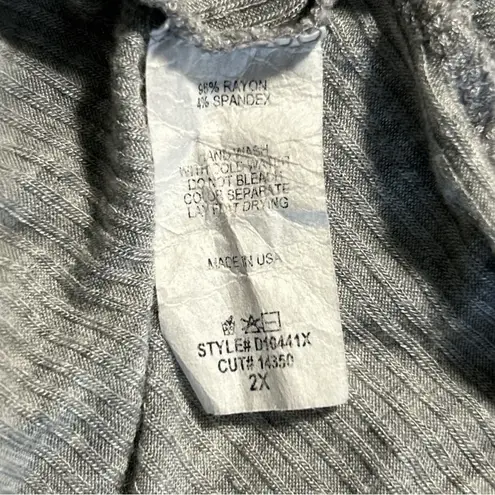 96% RAYON
4% SPANDEX
HAND WASH
WITH COLD WATER
DO NOT BLEACH
COLOR SEPARATE
LAY FLAT DRYING
MADE IN USA
STYLE# D10441X
CUT# 14350
2X